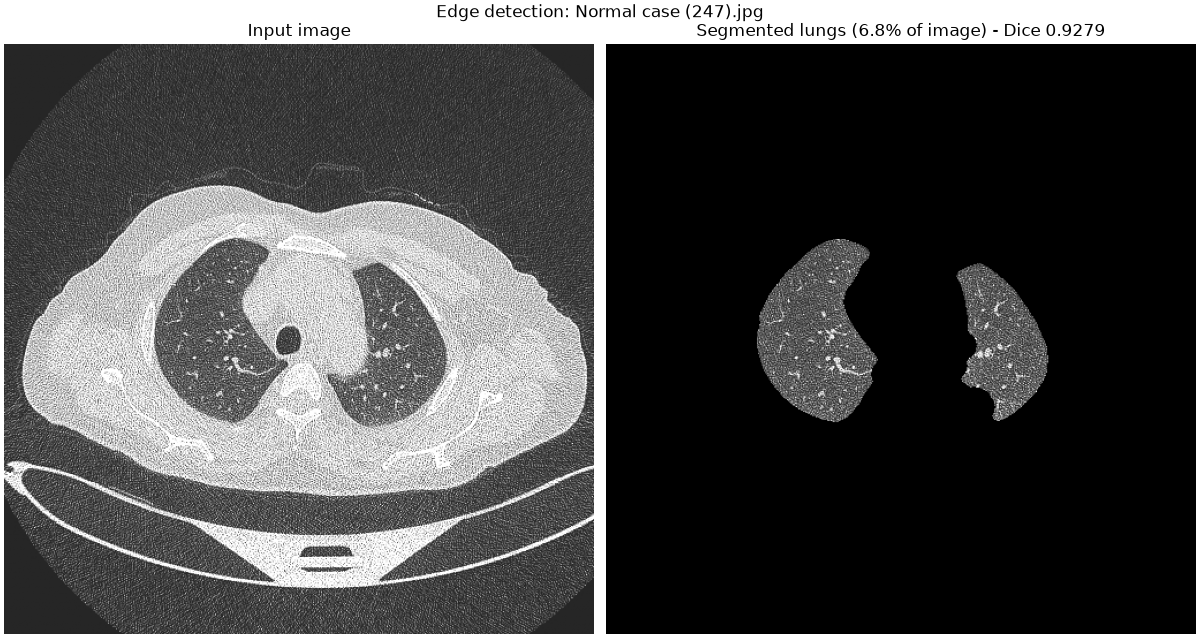 Edge detection: Normal case (247).jpg
Input image
Segmented lungs (6.8% of image) - Dice 0.9279